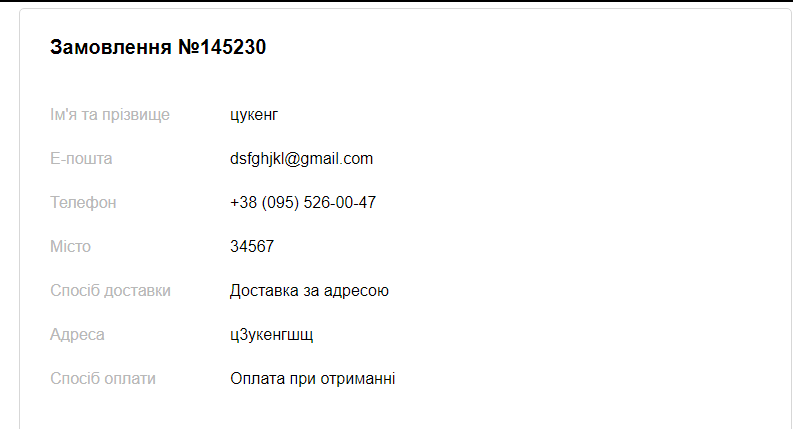 Замовлення №145230
Ім'я та прізвище цукенг
Е-пошта dsfghjkl@gmail.com
Телефон +38 (095) 526-00-47
Місто 34567
Спосіб доставки Доставка за адресою
Адреса ц3укенгшщ
Спосіб оплати Оплата при отриманні